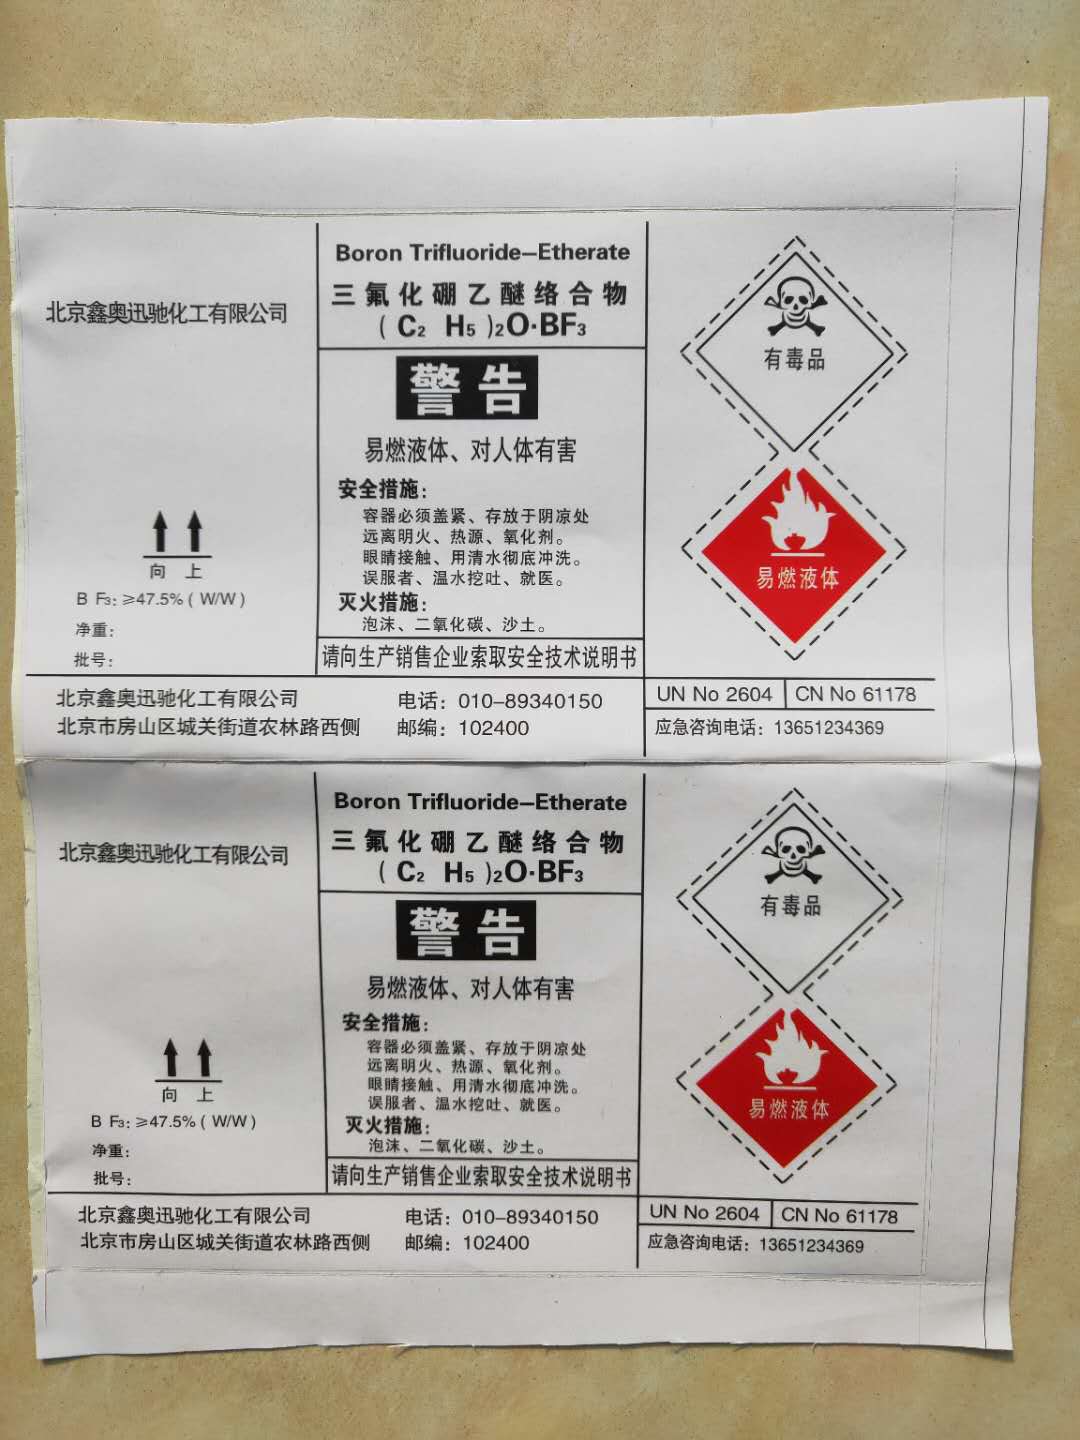 北京鑫奥迅驰化工有限公司
向 上
B F3: ≥47.5% ( W/W )
净重:
批号:
Boron Trifluoride-Etherate
三氟化硼乙醚络合物
( C2 H5 )2O·BF3
警告
易燃液体、对人体有害
安全措施:
容器必须盖紧、存放于阴凉处
远离明火、热源、氧化剂。
眼睛接触、用清水彻底冲洗。
误服者、温水挖吐、就医。
灭火措施:
泡沫、二氧化碳、沙土。
请向生产销售企业索取安全技术说明书
有毒品
易燃液体
北京鑫奥迅驰化工有限公司 电话: 010-89340150
北京市房山区城关街道农林路西侧 邮编: 102400
UN No 2604 CN No 61178
应急咨询电话: 13651234369
北京鑫奥迅驰化工有限公司
向 上
B F3: ≥47.5% ( W/W )
净重:
批号:
Boron Trifluoride-Etherate
三氟化硼乙醚络合物
( C2 H5 )2O·BF3
警告
易燃液体、对人体有害
安全措施:
容器必须盖紧、存放于阴凉处
远离明火、热源、氧化剂。
眼睛接触、用清水彻底冲洗。
误服者、温水挖吐、就医。
灭火措施:
泡沫、二氧化碳、沙土。
请向生产销售企业索取安全技术说明书
有毒品
易燃液体
北京鑫奥迅驰化工有限公司 电话: 010-89340150
北京市房山区城关街道农林路西侧 邮编: 102400
UN No 2604 CN No 61178
应急咨询电话: 13651234369